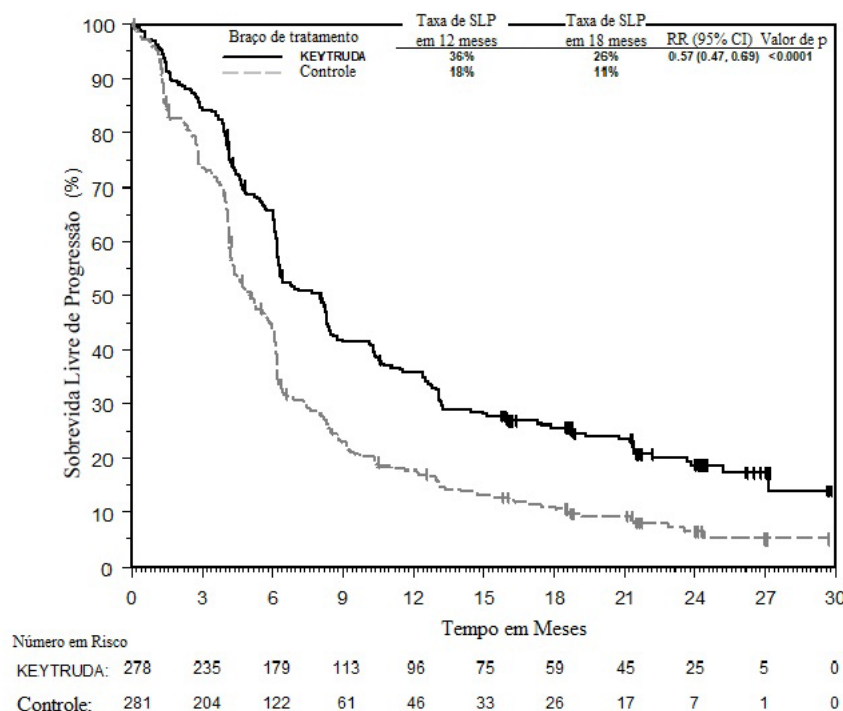 Taxa de SLP Taxa de SLP
Braço de tratamento em 12 meses em 18 meses RR (95% CI) Valor de p
KEYTRUDA 36% 26% 0.57 (0.47, 0.69) <0.0001
Controle 18% 11%
100
90
80
70
60
50
40
30
20
10
0
Sobrevida Livre de Progressão (%)
0 3 6 9 12 15 18 21 24 27 30
Tempo em Meses
Número em Risco
KEYTRUDA: 278 235 179 113 96 75 59 45 25 5 0
Controle: 281 204 122 61 46 33 26 17 7 1 0